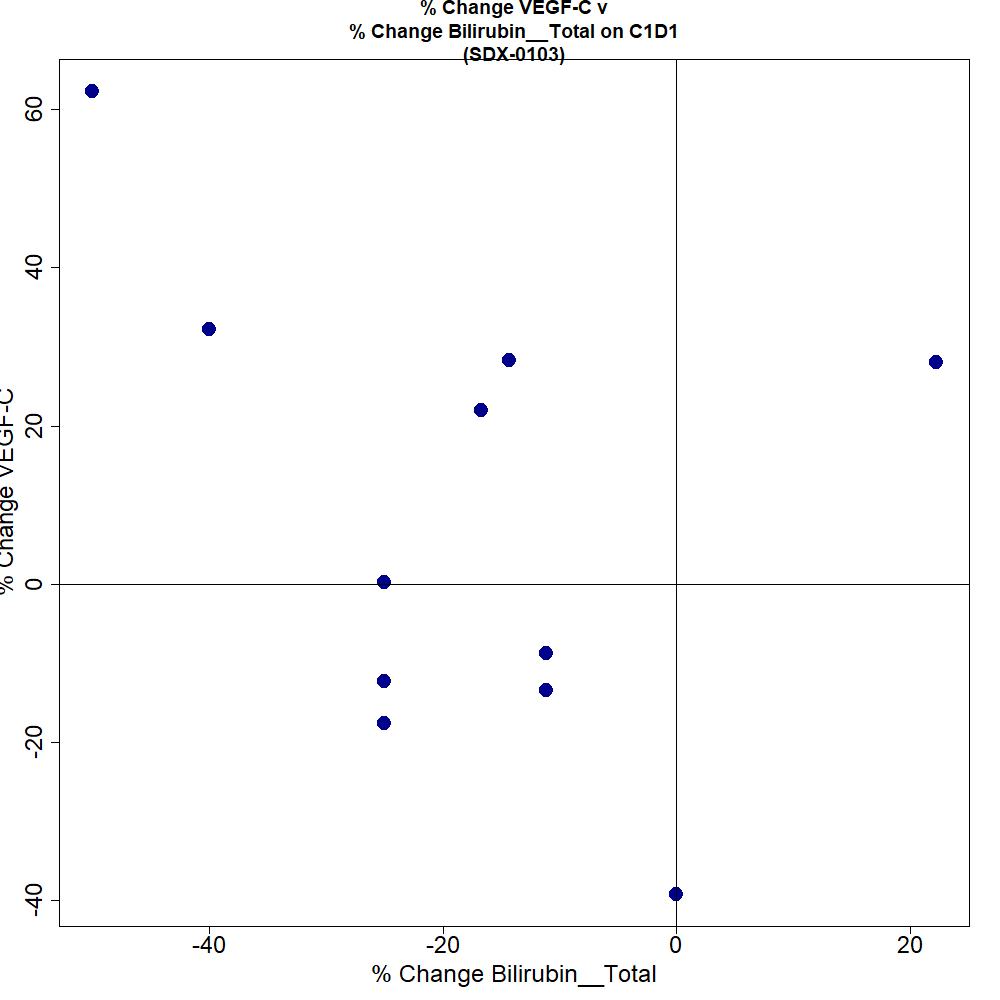 % Change VEGF-C v
% Change Bilirubin__Total on C1D1
(SDX-0103)
% Change VEGF-C
60
40
20
0
-20
-40
-40
-20
0
20
% Change Bilirubin__Total